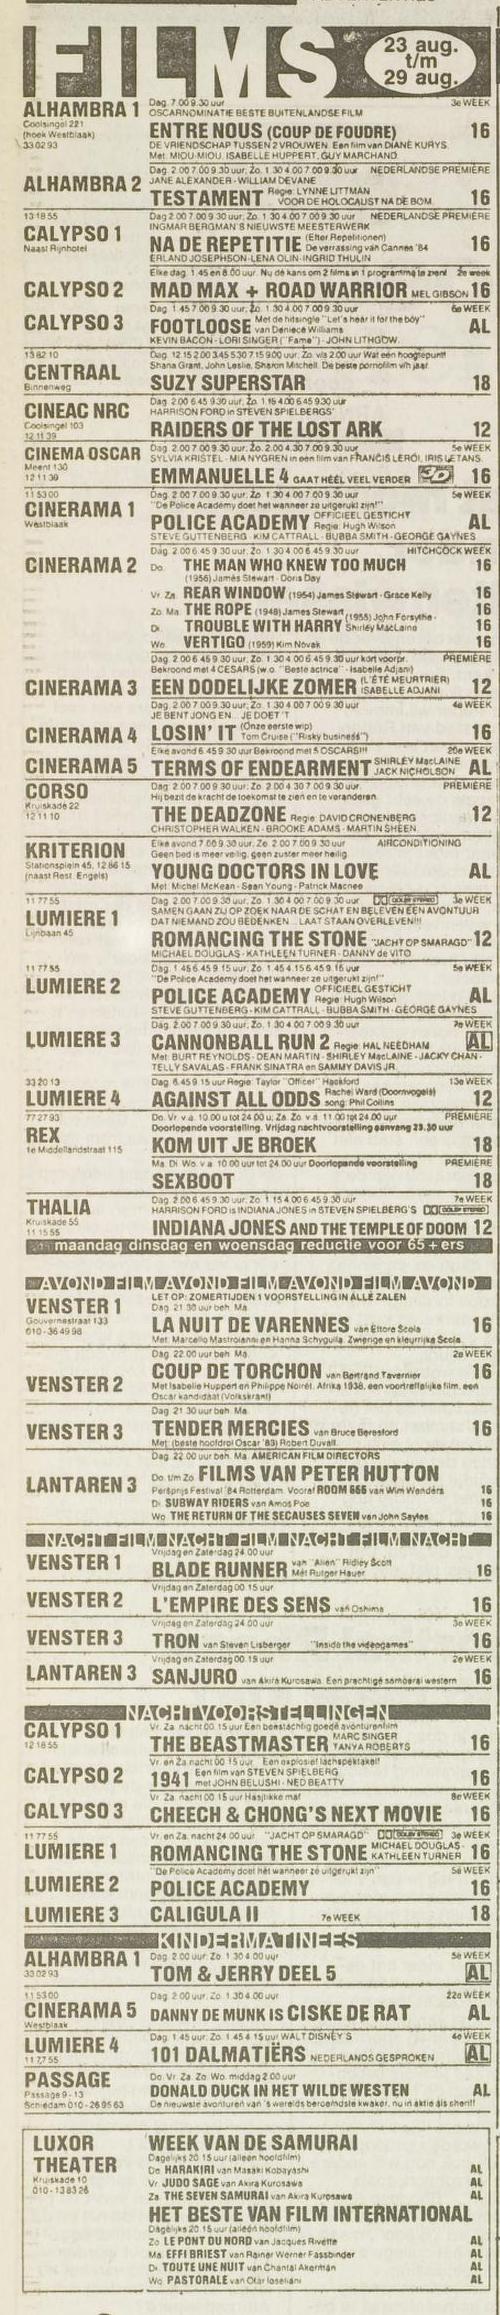 FILMS
23 aug.
t/m
29 aug.
ALHAMBRA 1
Coolsingel 221
(hoek Westblaak)
33 02 93
Dag. 7.00 9.30 uur 3e WEEK
OSCARNOMINATIE BESTE BUITENLANDSE FILM
ENTRE NOUS (COUP DE FOUDRE) 16
DE VRIENDSCHAP TUSSEN 2 VROUWEN. Een film van DIANE KURYS.
Met: MIOU-MIOU, ISABELLE HUPPERT, GUY MARCHAND
ALHAMBRA 2
Dag. 2.00 7.00 9.30 uur; Zo. 1.30 4.00 7.00 9.30 uur NEDERLANDSE PREMIÈRE
JANE ALEXANDER - WILLIAM DEVANE
TESTAMENT Regie: LYNNE LITTMAN 16
VOOR DE HOLOCAUST NA DE BOM
13 18 55
CALYPSO 1
Naast Rijnhotel
Dag 2.00 7.00 9.30 uur; Zo. 1.30 4.00 7.00 9.30 uur NEDERLANDSE PREMIÈRE
INGMAR BERGMAN'S NIEUWSTE MEESTERWERK
NA DE REPETITIE (Efter Repetitionen) 16
De verrassing van Cannes '84
ERLAND JOSEPHSON - LENA OLIN - INGRID THULIN
CALYPSO 2
Elke dag. 1.45 en 8.00 uur. Nu dé kans om 2 films in 1 programma te zien! 2e week
MAD MAX + ROAD WARRIOR MEL GIBSON 16
CALYPSO 3
Dag. 1.45 7.00 9.30 uur; Zo. 1.30 4.00 7.00 9.30 uur 6e WEEK
FOOTLOOSE Met de hitsingle "Let's hear it for the boy" AL
van Deniece Williams
KEVIN BACON - LORI SINGER ("Fame") - JOHN LITHGOW
13 82 10
CENTRAAL
Binnenweg
Dag. 12.15 2.00 3.45 5.30 7.15 9.00 uur, Zo. v/a 2.00 uur Wat een hoogtepunt!
Shana Grant, John Leslie, Sharon Mitchell. De beste pornofilm v/h jaar.
SUZY SUPERSTAR 18
CINEAC NRC
Coolsingel 103
12 11 39
Dag. 2.00 6.45 9.30 uur; Zo. 1.15 4.00 6.45 9.30 uur
HARRISON FORD in STEVEN SPIELBERGS'
RAIDERS OF THE LOST ARK 12
CINEMA OSCAR
Meent 130
12 11 39
Dag. 2.00 7.00 9.30 uur; Zo. 2.00 4.30 7.00 9.30 uur 5e WEEK
SYLVIA KRISTEL - MIA NYGREN in een film van FRANCIS LEROI, IRIS LETANS
EMMANUELLE 4 GAAT HÉÉL VEEL VERDER 3D 16
11 53 00
CINERAMA 1
Westblaak
Dag. 2.00 7.00 9.30 uur, Zo. 1.30 4.00 7.00 9.30 uur 5e WEEK
"De Police Academy doet het wanneer ze uitgerukt zijn!"
POLICE ACADEMY OFFICIEEL GESTICHT AL
Regie: Hugh Wilson
STEVE GUTTENBERG - KIM CATTRALL - BUBBA SMITH - GEORGE GAYNES
CINERAMA 2
Dag. 2.00 6.45 9.30 uur; Zo. 1.30 4.00 6.45 9.30 uur HITCHCOCK WEEK
Do. THE MAN WHO KNEW TOO MUCH 16
(1956) James Stewart - Doris Day
Vr. Za. REAR WINDOW (1954) James Stewart - Grace Kelly 16
Zo. Ma. THE ROPE (1948) James Stewart 16
Di. TROUBLE WITH HARRY (1955) John Forsythe - Shirley MacLaine 16
Wo. VERTIGO (1959) Kim Novak 16
CINERAMA 3
Dag. 2.00 6.45 9.30 uur; Zo. 1.30 4.00 6.45 9.30 uur kort voorpr. PREMIÈRE
Bekroond met 4 CESARS (w.o. "Beste actrice" - Isabelle Adjani)
EEN DODELIJKE ZOMER (L'ÉTÉ MEURTRIER) 12
ISABELLE ADJANI
CINERAMA 4
Dag. 2.00 7.00 9.30 uur; Zo. 1.30 4.00 7.00 9.30 uur 4e WEEK
JE BENT JONG EN... JE DOET 'T
LOSIN' IT (Onze eerste wip) 16
Tom Cruise ("Risky business")
CINERAMA 5
Elke avond 6.45 9.30 uur Bekroond met 5 OSCARS!!! 20e WEEK
TERMS OF ENDEARMENT SHIRLEY MacLAINE AL
JACK NICHOLSON
CORSO
Kruiskade 22
12 11 10
Dag. 2.00 7.00 9.30 uur; Zo. 2.00 4.30 7.00 9.30 uur PREMIÈRE
Hij bezit de kracht de toekomst te zien en te veranderen
THE DEADZONE Regie: DAVID CRONENBERG 12
CHRISTOPHER WALKEN - BROOKE ADAMS - MARTIN SHEEN
KRITERION
Stationsplein 45, 12 86 15
(naast Rest. Engels)
Elke avond 7.00 9.30 uur, Ze. 2.00 7.00 9.30 uur AIRCONDITIONING
Geen bed is meer veilig, geen zuster meer heilig
YOUNG DOCTORS IN LOVE AL
Met: Michel McKean - Sean Young - Patrick Macnee
11 77 55
LUMIERE 1
Lijnbaan 45
Dag. 2.00 7.00 9.30 uur; Zo. 1.30 4.00 7.00 9.30 uur DOLBY STEREO 3e WEEK
SAMEN GAAN ZIJ OP ZOEK NAAR DE SCHAT EN BELEVEN EEN AVONTUUR
DAT NIEMAND ZOU BEDENKEN... LAAT STAAN OVERLEVEN!!!
ROMANCING THE STONE "JACHT OP SMARAGD" 12
MICHAEL DOUGLAS - KATHLEEN TURNER - DANNY de VITO
11 77 55
LUMIERE 2
Dag. 1.45 6.45 9.15 uur; Zo. 1.45 4.15 6.45 9.15 uur 5e WEEK
"De Police Academy doet het wanneer ze uitgerukt zijn!"
POLICE ACADEMY OFFICIEEL GESTICHT AL
Regie: Hugh Wilson
STEVE GUTTENBERG - KIM CATTRALL - BUBBA SMITH - GEORGE GAYNES
LUMIERE 3
Dag. 2.00 7.00 9.30 uur; Zo. 1.30 4.00 7.00 9.30 uur 7e WEEK
CANNONBALL RUN 2 Regie: HAL NEEDHAM AL
Met: BURT REYNOLDS - DEAN MARTIN - SHIRLEY MacLAINE - JACKY CHAN -
TELLY SAVALAS - FRANK SINATRA en SAMMY DAVIS JR.
33 20 13
LUMIERE 4
Dag. 6.45 9.15 uur Regie: Taylor "Officer" Hackford 13e WEEK
AGAINST ALL ODDS Rachel Ward (Doornvogels) 12
song: Phil Collins
77 27 93
REX
1e Middellandstraat 115
Do. Vr. v.a. 10.00 u tot 24.00 u; Za. Zo. v.a. 11.00 tot 24.00 uur PREMIÈRE
Doorlopende voorstelling. Vrijdag nachtvoorstelling aanvang 23.30 uur
KOM UIT JE BROEK 18
Ma. Di. Wo. v.a. 10.00 uur tot 24.00 uur Doorlopende voorstelling PREMIÈRE
SEXBOOT 18
THALIA
Kruiskade 55
11 15 55
Dag. 2.00 6.45 9.30 uur; Zo. 1.15 4.00 6.45 9.30 uur 7e WEEK
HARRISON FORD is INDIANA JONES in STEVEN SPIELBERG'S DOLBY STEREO
INDIANA JONES AND THE TEMPLE OF DOOM 12
maandag dinsdag en woensdag reductie voor 65+ers
AVOND FILM AVOND FILM AVOND FILM AVOND
LET OP: ZOMERTIJDEN 1 VOORSTELLING IN ALLE ZALEN
VENSTER 1
Gouvernestraat 133
010 - 36 49 98
Dag. 21.30 uur beh. Ma.
LA NUIT DE VARENNES van Ettore Scola 16
Met: Marcello Mastroianni en Hanna Schygulla. Zwierige en kleurrijke Scola
VENSTER 2
Dag. 22.00 uur beh. Ma. 2e WEEK
COUP DE TORCHON van Bertrand Tavernier 16
Met Isabelle Huppert en Philippe Noiret. Afrika 1938, een voortreffelijke film, een
Oscar kandidaat (Volkskrant)
VENSTER 3
Dag. 21.30 uur beh. Ma.
TENDER MERCIES van Bruce Beresford 16
Met: (beste hoofdrol Oscar '83) Robert Duvall
LANTAREN 3
Dag. 22.00 uur beh. Ma. AMERICAN FILM DIRECTORS
Do. t/m Zo. FILMS VAN PETER HUTTON
Persprijs Festival '84 Rotterdam. Vooraf ROOM 666 van Wim Wenders 16
Di. SUBWAY RIDERS van Amos Poe 16
Wo. THE RETURN OF THE SECAUSES SEVEN van John Sayles 16
NACHT FILM NACHT FILM NACHT FILM NACHT
VENSTER 1
Vrijdag en Zaterdag 24.00 uur
BLADE RUNNER van "Alien" Ridley Scott 16
Met Rutger Hauer
VENSTER 2
Vrijdag en Zaterdag 00.15 uur
L'EMPIRE DES SENS van Oshima 16
VENSTER 3
Vrijdag en Zaterdag 24.00 uur 3e WEEK
TRON van Steven Lisberger "Inside the videogames" 16
LANTAREN 3
Vrijdag en Zaterdag 00.15 uur 2e WEEK
SANJURO van Akira Kurosawa. Een prachtige samoerai western 16
NACHTVOORSTELLINGEN
CALYPSO 1
12 18 55
Vr. Za. nacht 00.15 uur Een beestachtig goede avonturenfilm
THE BEASTMASTER MARC SINGER 16
TANYA ROBERTS
CALYPSO 2
Vr. en Za. nacht 00.15 uur Een explosief lachspektakel!
1941 Een film van STEVEN SPIELBERG 16
met JOHN BELUSHI - NED BEATTY
CALYPSO 3
Vr. Za. nacht 00.15 uur Hasjikke maf 8e WEEK
CHEECH & CHONG'S NEXT MOVIE 16
11 77 55
LUMIERE 1
Vr. en Za. nacht 24.00 uur "JACHT OP SMARAGD" DOLBY STEREO 3e WEEK
ROMANCING THE STONE MICHAEL DOUGLAS 16
KATHLEEN TURNER
LUMIERE 2
"De Police Academy doet het wanneer ze uitgerukt zijn" 5e WEEK
POLICE ACADEMY 16
LUMIERE 3
CALIGULA II 7e WEEK 18
KINDERMATINEES
ALHAMBRA 1
33 02 93
Dag. 2.00 uur; Zo. 1.30 4.00 uur 5e WEEK
TOM & JERRY DEEL 5 AL
11 53 00
CINERAMA 5
Westblaak
Dag. 2.00 uur; Zo. 1.30 4.00 uur 22e WEEK
DANNY DE MUNK IS CISKE DE RAT AL
LUMIERE 4
11 77 55
Dag. 1.45 uur; Zo. 1.45 4.15 uur WALT DISNEY'S 4e WEEK
101 DALMATIËRS NEDERLANDS GESPROKEN AL
PASSAGE
Passage 9 - 13
Schiedam 010 - 26 95 63
Do. Vr. Za. Zo. Wo. middag 2.00 uur
DONALD DUCK IN HET WILDE WESTEN AL
De nieuwste avonturen van 's werelds beroemdste kwaker, nu in aktie als sheriff
LUXOR
THEATER
Kruiskade 10
010 - 13 83 26
WEEK VAN DE SAMURAI
Dagelijks 20.15 uur (alleen hoofdfilm)
Do. HARAKIRI van Masaki Kobayashi AL
Vr. JUDO SAGE van Akira Kurosawa AL
Za. THE SEVEN SAMURAI van Akira Kurosawa AL
HET BESTE VAN FILM INTERNATIONAL
Dagelijks 20.15 uur (alléén hoofdfilm)
Zo. LE PONT DU NORD van Jacques Rivette AL
Ma. EFFI BRIEST van Rainer Werner Fassbinder AL
Di. TOUTE UNE NUIT van Chantal Akerman AL
Wo. PASTORALE van Otar Ioseliani AL